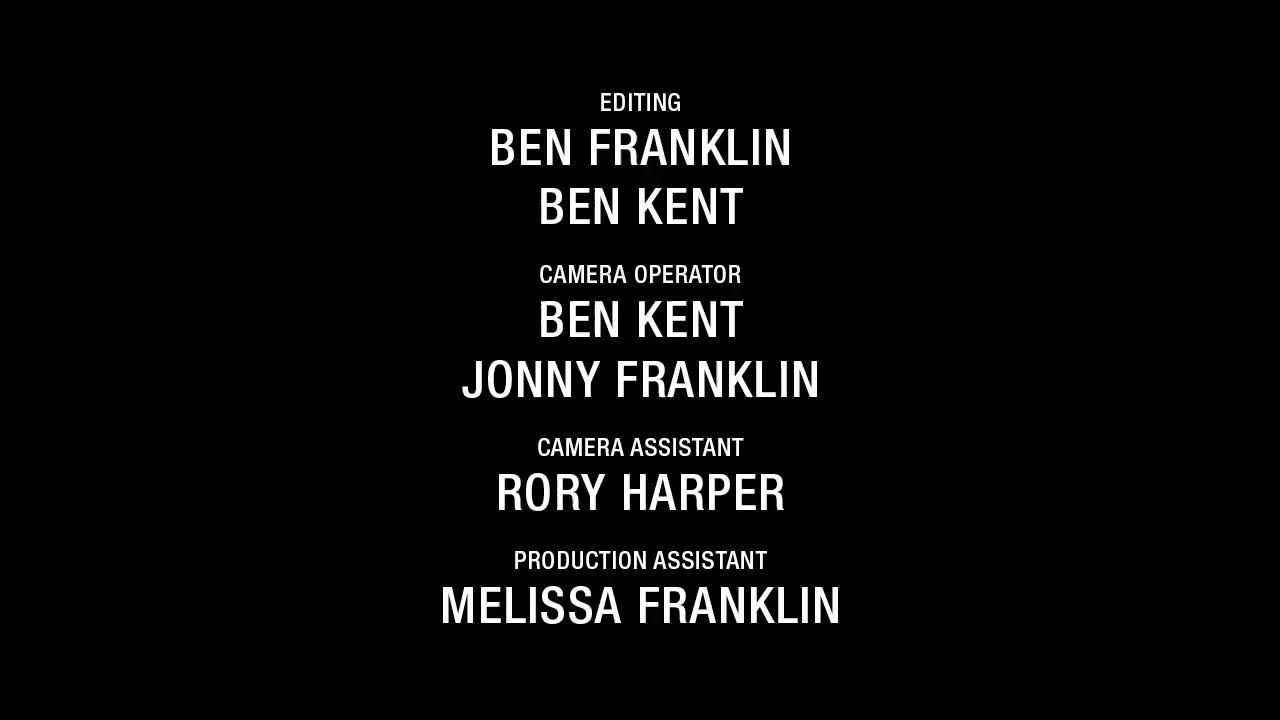 EDITING
BEN FRANKLIN
BEN KENT
CAMERA OPERATOR
BEN KENT
JONNY FRANKLIN
CAMERA ASSISTANT
RORY HARPER
PRODUCTION ASSISTANT
MELISSA FRANKLIN